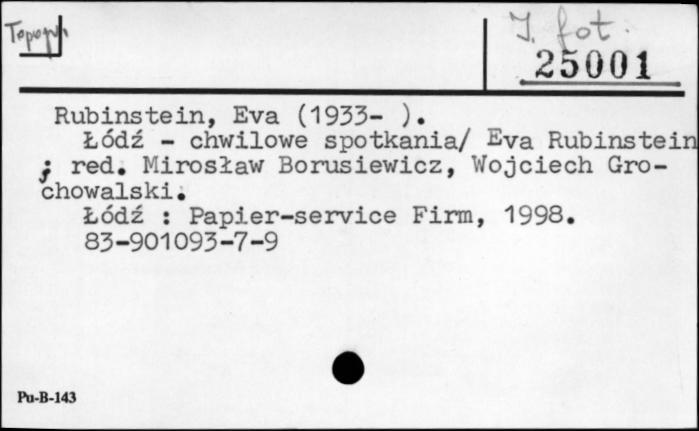 Topogr.
J. fot.
25001
Rubinstein, Eva (1933- ).
Łódź - chwilowe spotkania/ Eva Rubinstein
; red. Mirosław Borusiewicz, Wojciech Gro-
chowalski.
Łódź : Papier-service Firm, 1998.
83-901093-7-9
Pu-B-143